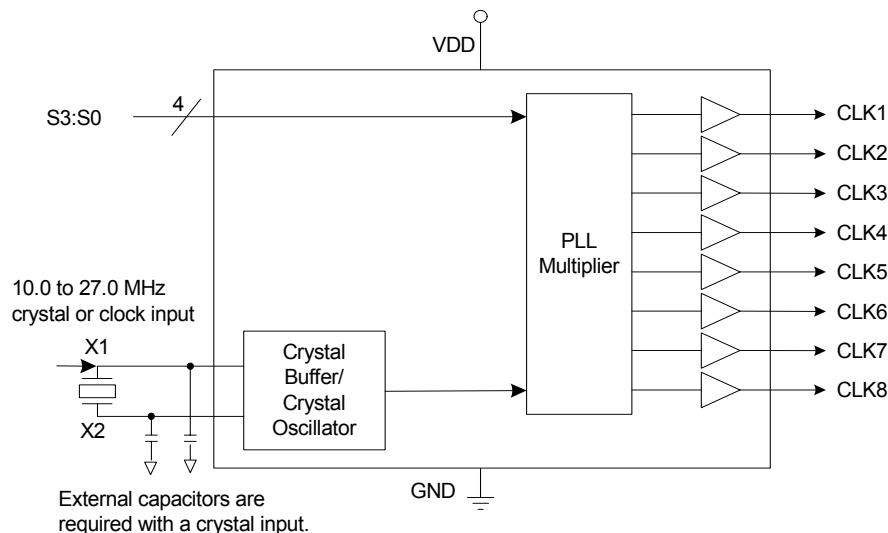 VDD
4
S3:S0
CLK1
CLK2
CLK3
CLK4
CLK5
CLK6
CLK7
CLK8
PLL
Multiplier
10.0 to 27.0 MHz
crystal or clock input
X1
X2
Crystal
Buffer/
Crystal
Oscillator
GND
External capacitors are
required with a crystal input.